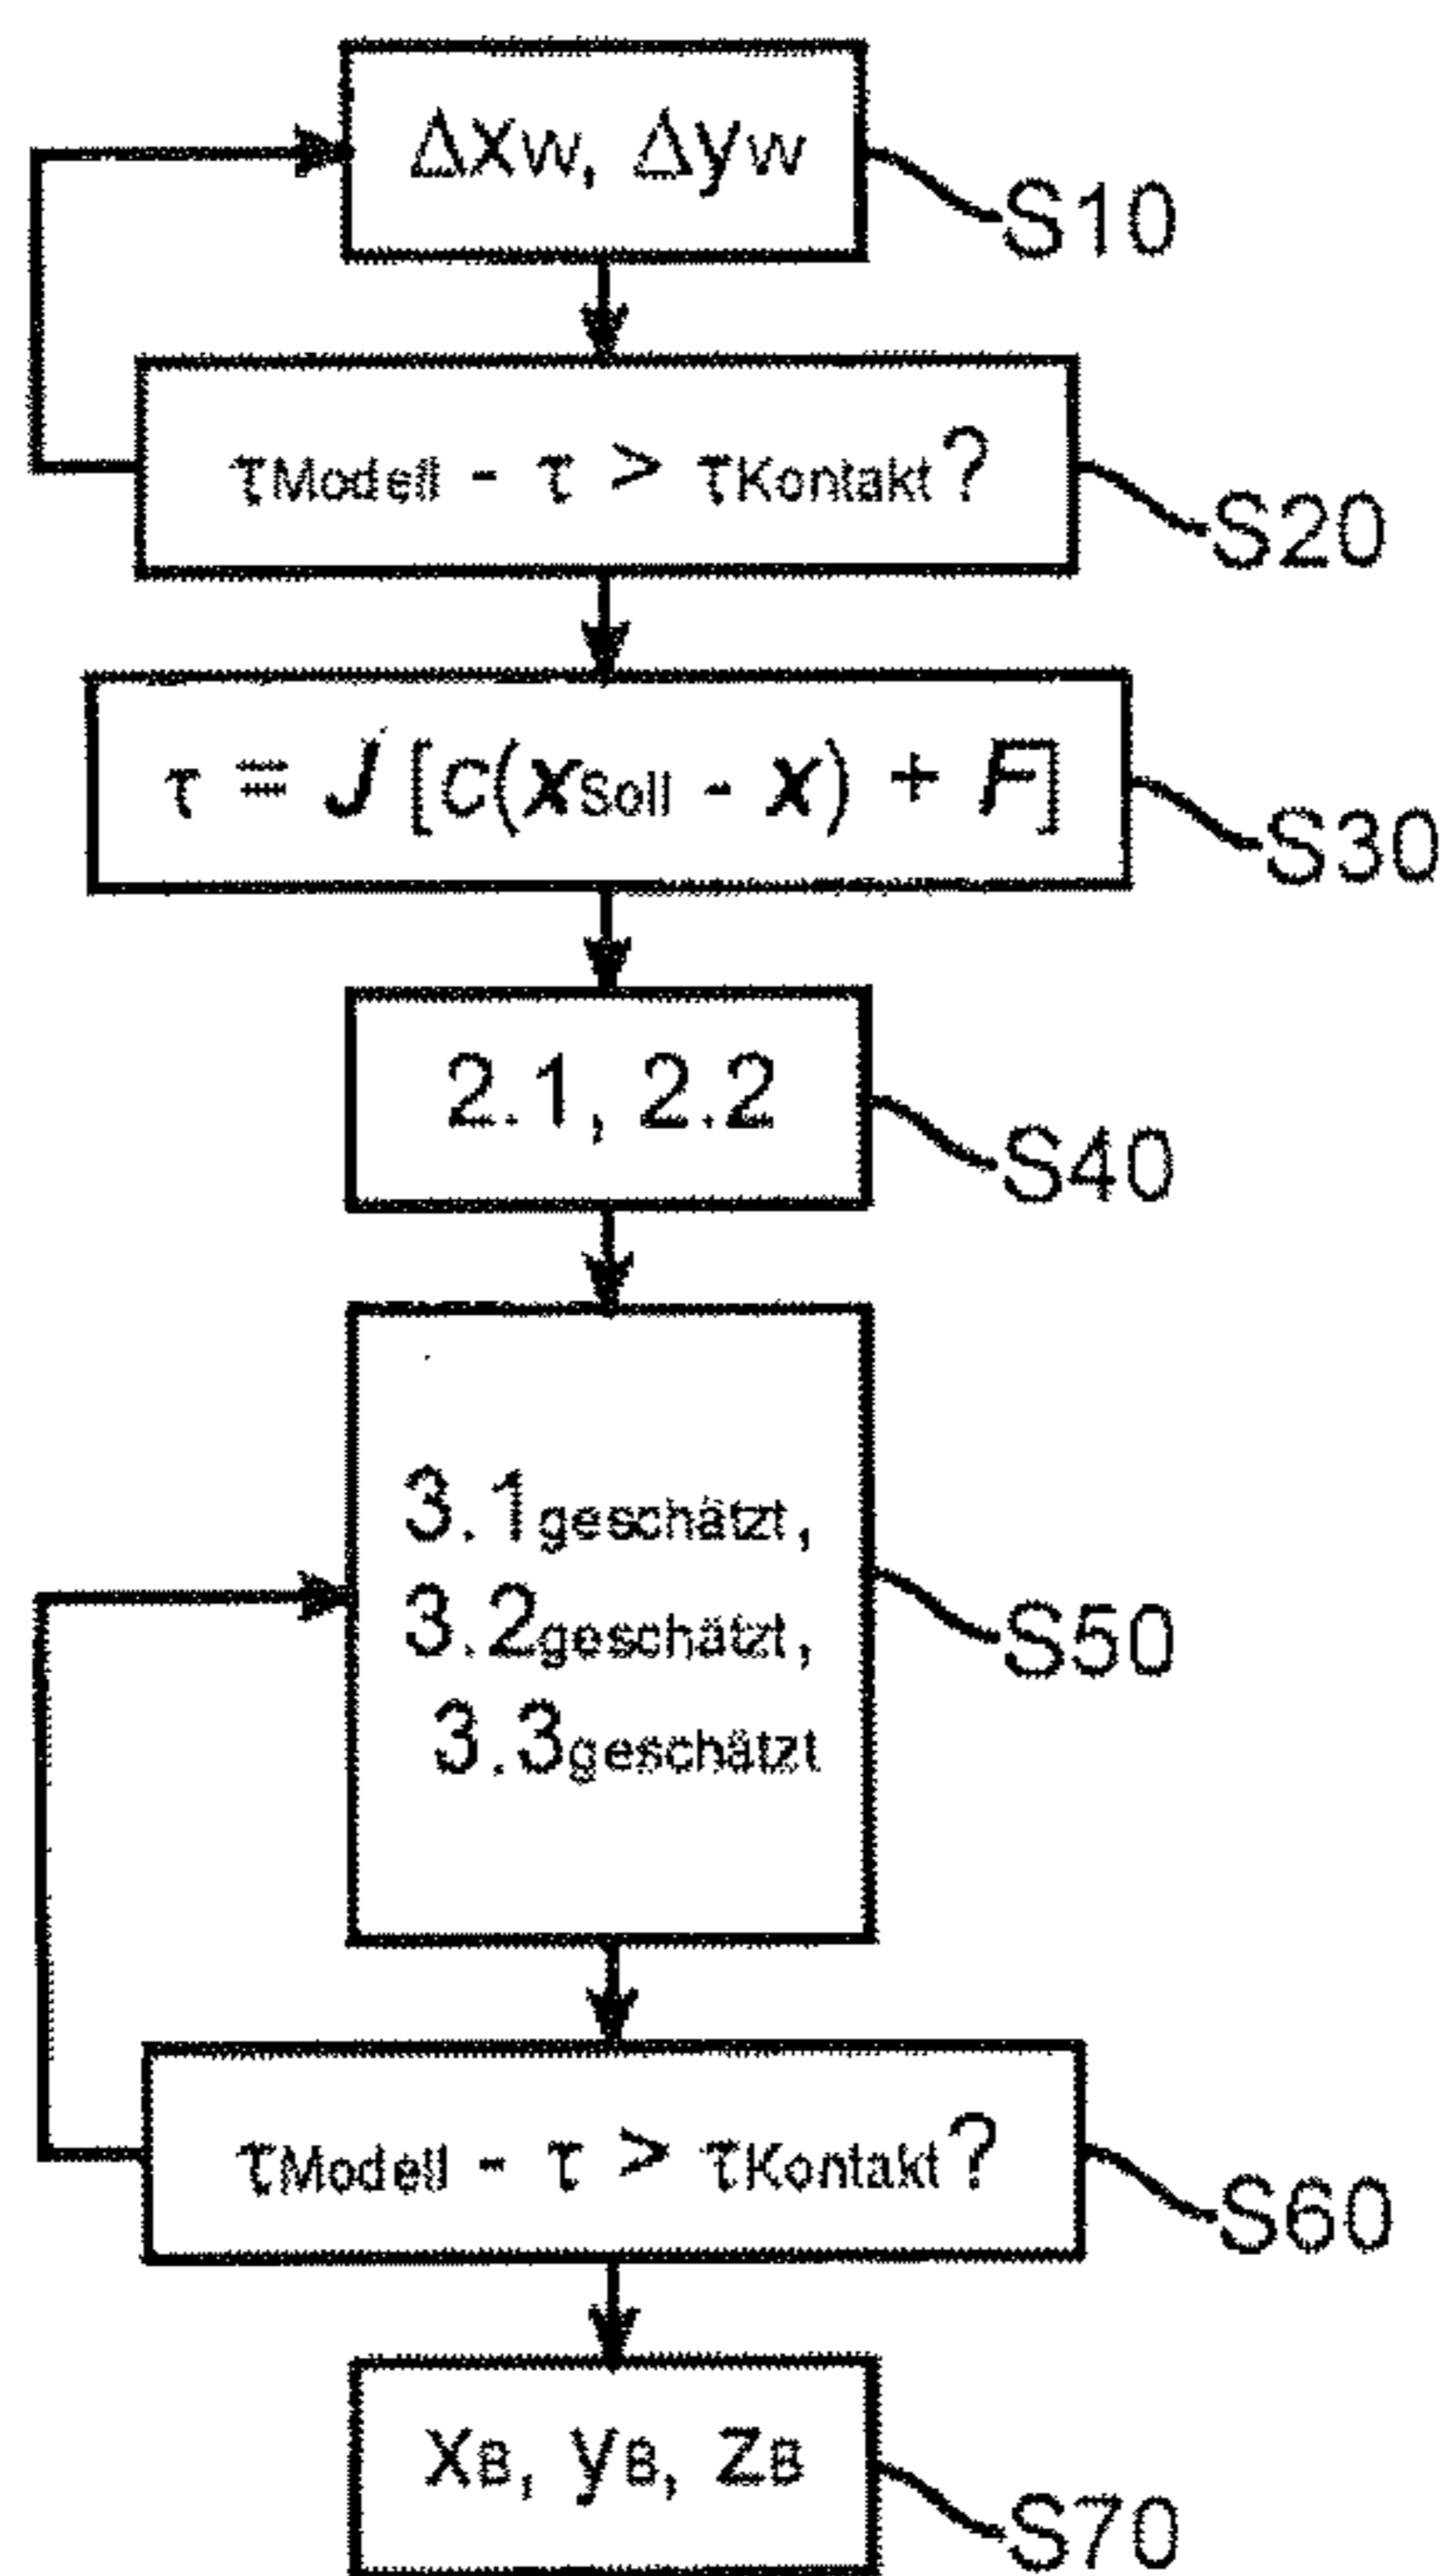 Δxw, Δyw
S10
τModell - τ > τKontakt?
S20
τ = J [c(xSoll - x) + F]
S30
2.1, 2.2
S40
3.1geschätzt,
3.2geschätzt,
3.3geschätzt
S50
τModell - τ > τKontakt?
S60
xB, yB, zB
S70